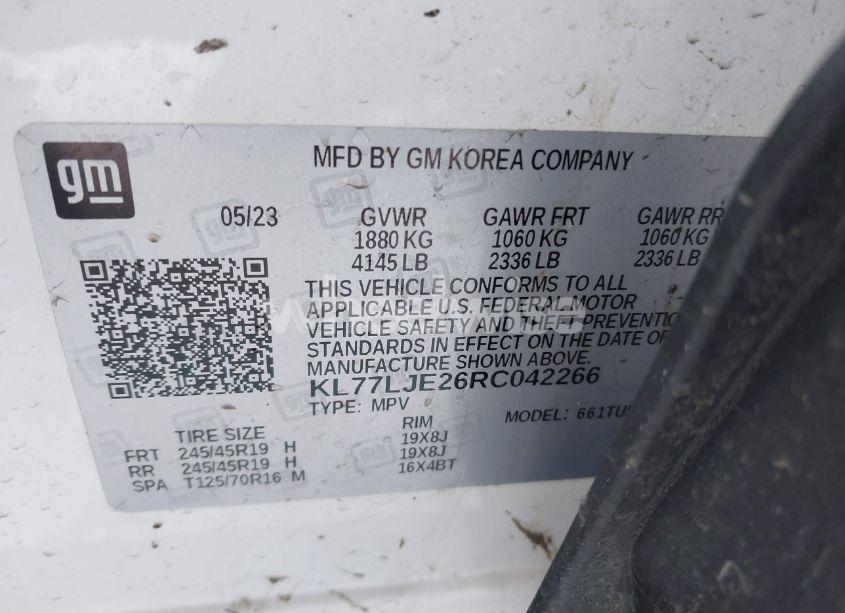 gm
MFD BY GM KOREA COMPANY
05/23 GVWR GAWR FRT GAWR RR
1880 KG 1060 KG 1060 KG
4145 LB 2336 LB 2336 LB
THIS VEHICLE CONFORMS TO ALL
APPLICABLE U.S. FEDERAL MOTOR
VEHICLE SAFETY AND THEFT PREVENTIO
STANDARDS IN EFFECT ON THE DATE OF
MANUFACTURE SHOWN ABOVE.
KL77LJE26RC042266
TYPE: MPV MODEL: 661TU
TIRE SIZE RIM
FRT 245/45R19 H 19X8J
RR 245/45R19 H 19X8J
SPA T125/70R16 M 16X4BT